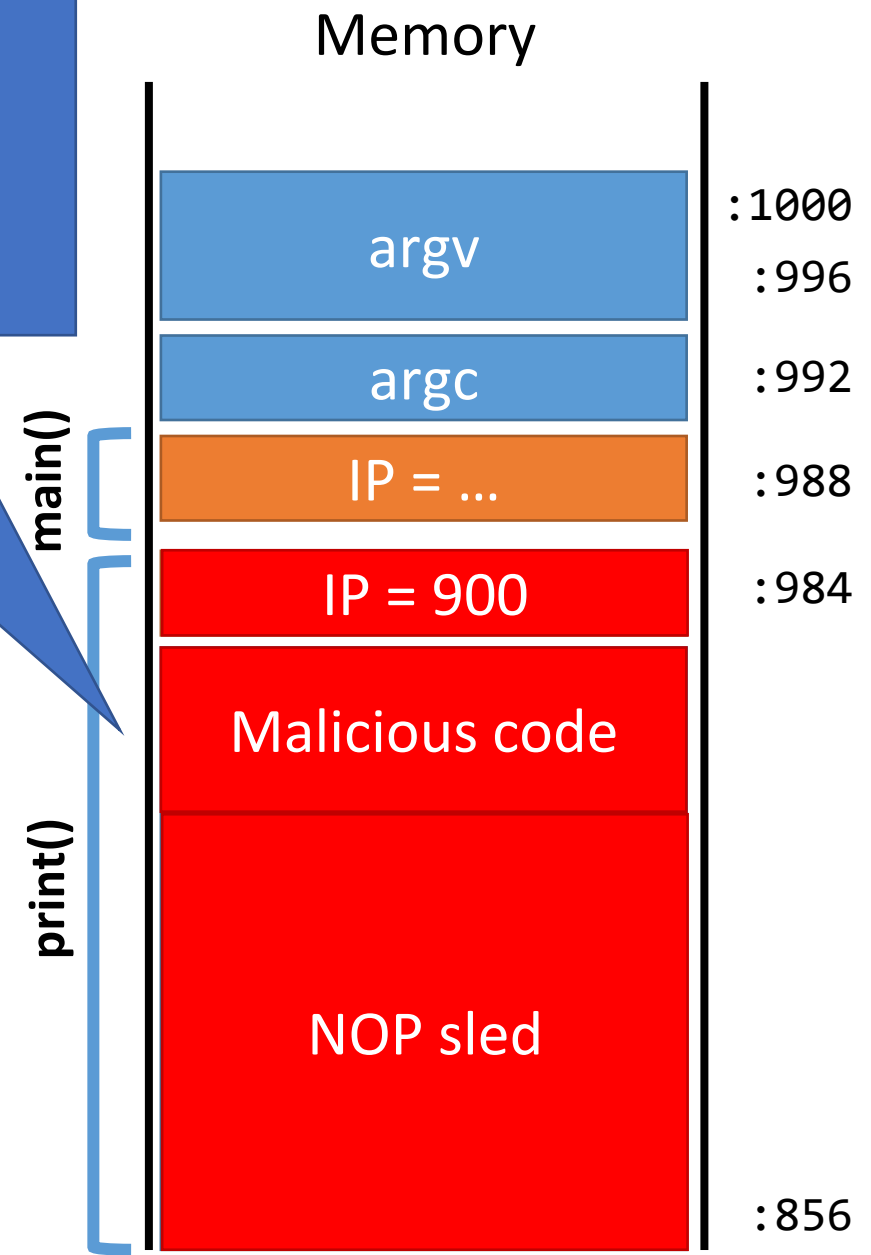 Memory
argv
:1000
:996
argc
:992
main()
IP = ...
:988
IP = 900
:984
Malicious code
print()
NOP sled
:856